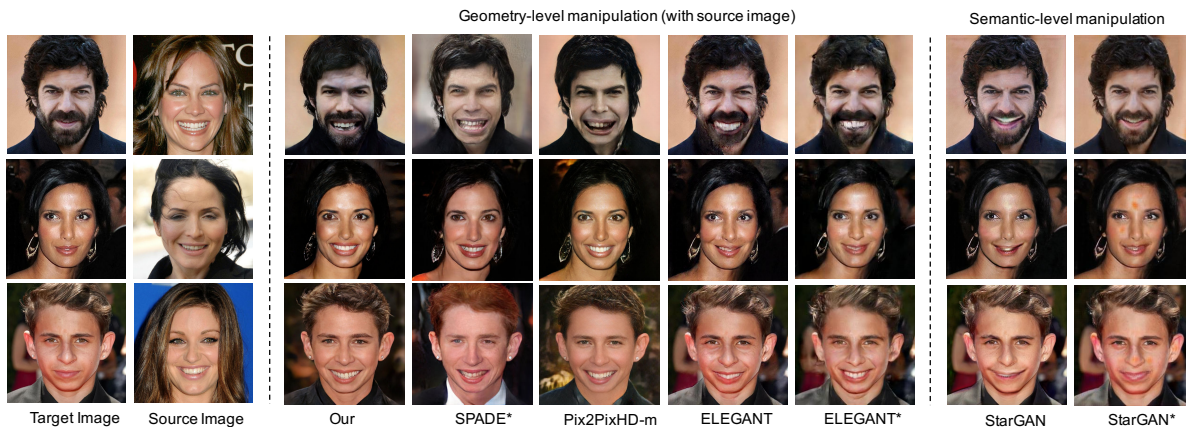 Geometry-level manipulation (with source image)
Semantic-level manipulation
Target Image
Source Image
Our
SPADE*
Pix2PixHD-m
ELEGANT
ELEGANT*
StarGAN
StarGAN*